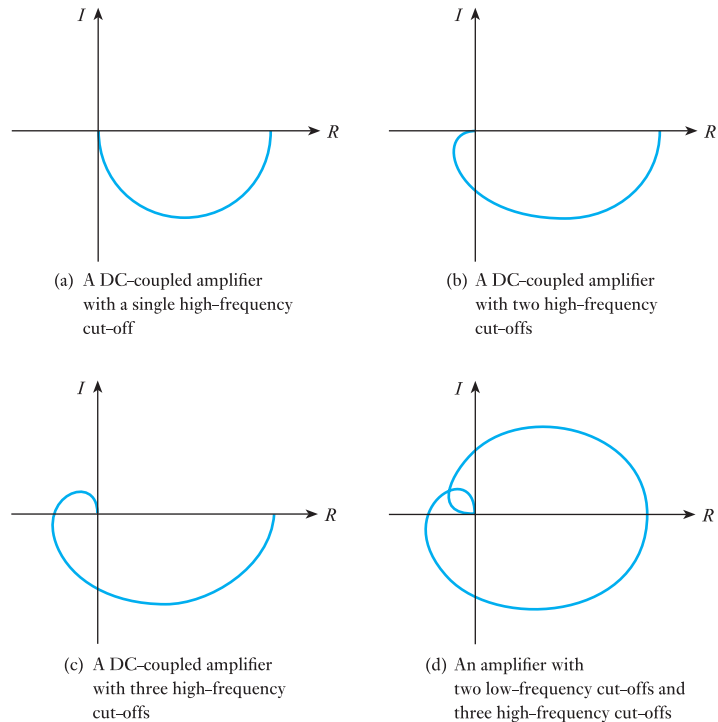 I
R
(a) A DC–coupled amplifier
with a single high–frequency
cut–off
I
R
(b) A DC–coupled amplifier
with two high–frequency
cut–offs
I
R
(c) A DC–coupled amplifier
with three high–frequency
cut–offs
I
R
(d) An amplifier with
two low–frequency cut–offs and
three high–frequency cut–offs